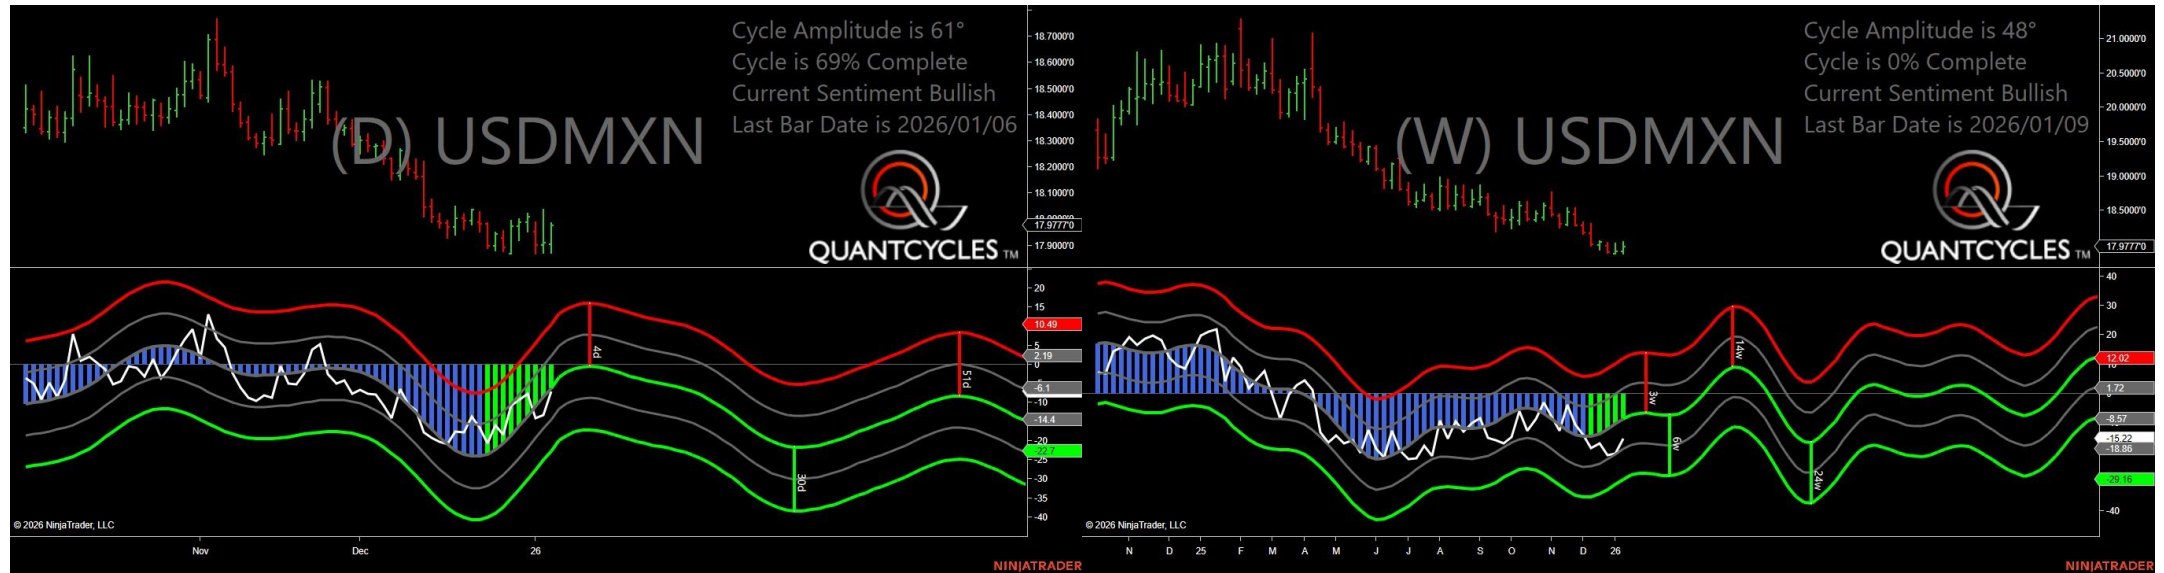 Cycle Amplitude is 61°
Cycle is 69% Complete
Current Sentiment Bullish
Last Bar Date is 2026/01/06
(D) USDMXN
QUANTCYCLES TM
18.7000'0
18.6000'0
18.5000'0
18.4000'0
18.3000'0
18.2000'0
18.1000'0
18.0000'0
17.9777'0
17.9000'0
20
15
10.49
5
2.19
0
-6.1
-10
-14.4
-20
-22.7
-25
-30
-35
-40
4d
30d
51d
© 2026 NinjaTrader, LLC
Nov
Dec
26
NINJATRADER
Cycle Amplitude is 48°
Cycle is 0% Complete
Current Sentiment Bullish
Last Bar Date is 2026/01/09
(W) USDMXN
QUANTCYCLES TM
21.0000'0
20.5000'0
20.0000'0
19.5000'0
19.0000'0
18.5000'0
17.9777'0
40
30
20
12.02
1.72
-8.57
-15.22
-18.86
-29.16
-40
3w
6w
14w
24w
© 2026 NinjaTrader, LLC
N D 25 F M A M J J A S O N D 26
NINJATRADER